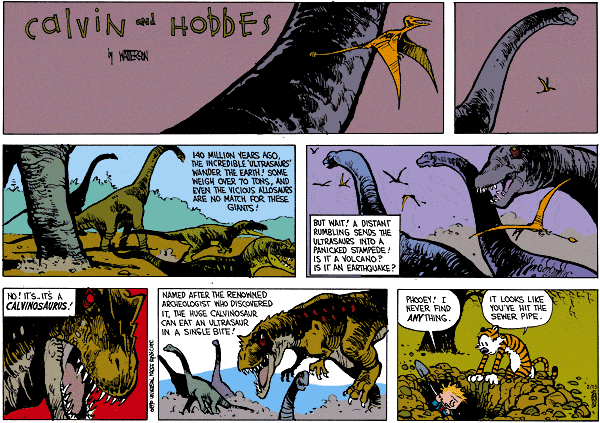 Calvin and Hobbes
by WATTERSON
140 MILLION YEARS AGO,
THE INCREDIBLE 'ULTRASAURS'
WANDER THE EARTH! SOME
WEIGH OVER 70 TONS, AND
EVEN THE VICIOUS ALLOSAURS
ARE NO MATCH FOR THESE
GIANTS!
BUT WAIT! A DISTANT
RUMBLING SENDS THE
ULTRASAURS INTO A
PANICKED STAMPEDE!
IS IT A VOLCANO?
IS IT AN EARTHQUAKE?
NO! IT'S...IT'S A
CALVINOSAURUS!
NAMED AFTER THE RENOWNED
ARCHEOLOGIST WHO DISCOVERED
IT, THE HUGE CALVINOSAUR
CAN EAT AN ULTRASAUR
IN A SINGLE BITE!
PHOOEY! I
NEVER FIND
ANYTHING.
IT LOOKS LIKE
YOU'VE HIT THE
SEWER PIPE.